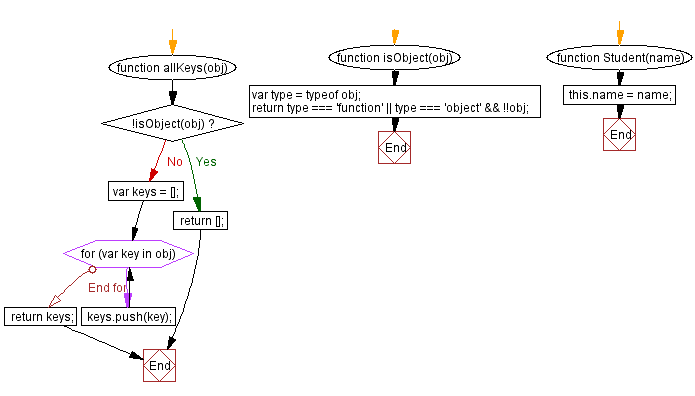 function allKeys(obj)
!isObject(obj) ?
No
Yes
var keys = [];
return [];
for (var key in obj)
End for
return keys;
keys.push(key);
End
function isObject(obj)
var type = typeof obj;
return type === 'function' || type === 'object' && !!obj;
End
function Student(name)
this.name = name;
End